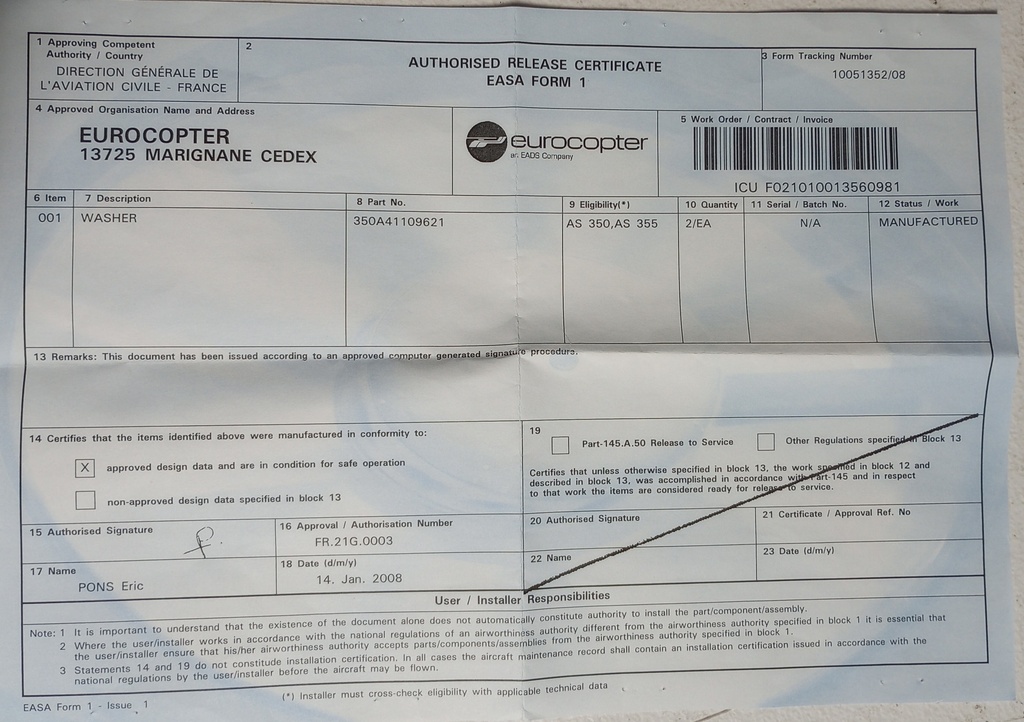 1 Approving Competent
Authority / Country
DIRECTION GÉNÉRALE DE
L'AVIATION CIVILE - FRANCE
2
AUTHORISED RELEASE CERTIFICATE
EASA FORM 1
3 Form Tracking Number
10051352/08
4 Approved Organisation Name and Address
EUROCOPTER
13725 MARIGNANE CEDEX
eurocopter
an EADS Company
5 Work Order / Contract / Invoice
ICU F021010013560981
6 Item 7 Description 8 Part No. 9 Eligibility(*) 10 Quantity 11 Serial / Batch No. 12 Status / Work
001 WASHER 350A41109621 AS 350,AS 355 2/EA N/A MANUFACTURED
13 Remarks: This document has been issued according to an approved computer generated signature procedure.
14 Certifies that the items identified above were manufactured in conformity to:
X approved design data and are in condition for safe operation
non-approved design data specified in block 13
19
Part-145.A.50 Release to Service Other Regulations specified in Block 13
Certifies that unless otherwise specified in block 13, the work specified in block 12 and
described in block 13, was accomplished in accordance with Part-145 and in respect
to that work the items are considered ready for release to service.
15 Authorised Signature
16 Approval / Authorisation Number
FR.21G.0003
20 Authorised Signature
21 Certificate / Approval Ref. No
17 Name
PONS Eric
18 Date (d/m/y)
14. Jan. 2008
22 Name
23 Date (d/m/y)
User / Installer Responsibilities
Note: 1 It is important to understand that the existence of the document alone does not automatically constitute authority to install the part/component/assembly.
2 Where the user/installer works in accordance with the national regulations of an airworthiness authority different from the airworthiness authority specified in block 1 it is essential that
the user/installer ensure that his/her airworthiness authority accepts parts/components/assemblies from the airworthiness authority specified in block 1.
3 Statements 14 and 19 do not constitude installation certification. In all cases the aircraft maintenance record shall contain an installation certification issued in accordance with the
national regulations by the user/installer before the aircraft may be flown.
(*) Installer must cross-check eligibility with applicable technical data
EASA Form 1 - Issue 1